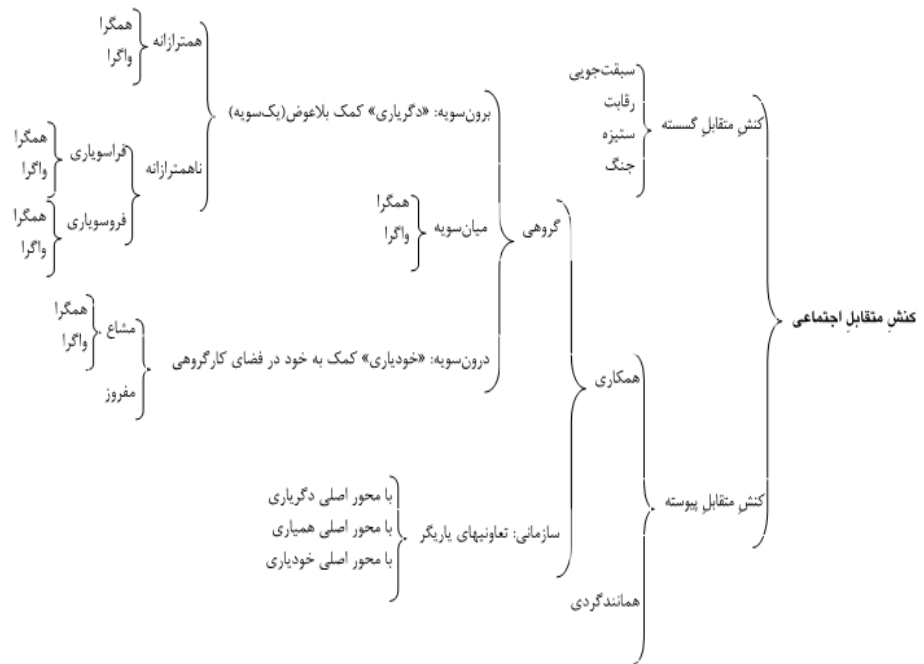 کنشِ متقابلِ اجتماعی
کنشِ متقابلِ گسسته
سبقت‌جویی
رقابت
ستیزه
جنگ
کنشِ متقابلِ پیوسته
همکاری
گروهی
برون‌سویه: «دگریاری» کمک بلاعوض(یک‌سویه)
همترازانه
همگرا
واگرا
ناهمترازانه
فراسویاری
همگرا
واگرا
فروسویاری
همگرا
واگرا
میان‌سویه
همگرا
واگرا
درون‌سویه: «خودیاری» کمک به خود در فضای کارگروهی
مشاع
همگرا
واگرا
مفروز
سازمانی: تعاونیهای یاریگر
با محور اصلی دگریاری
با محور اصلی همیاری
با محور اصلی خودیاری
همانندگردی